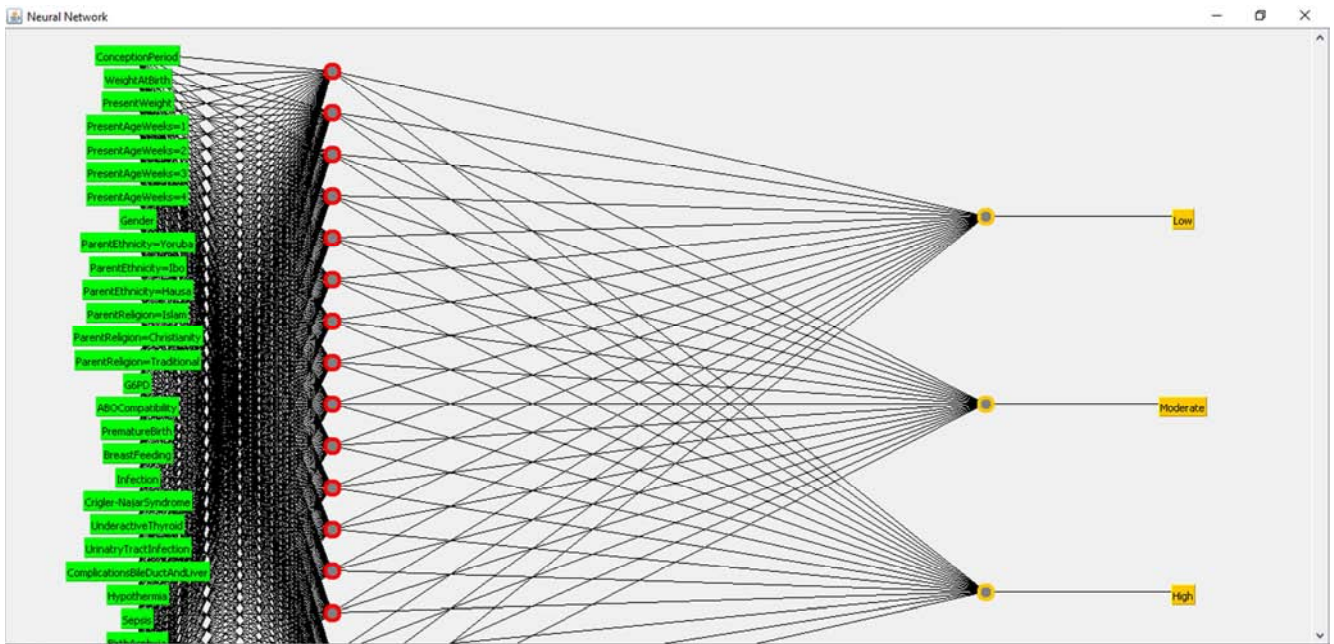 Neural Network
ConceptionPeriod
WeightAtBirth
PresentWeight
PresentAgeWeeks=1
PresentAgeWeeks=2
PresentAgeWeeks=3
PresentAgeWeeks=4
Gender
ParentEthnicity=Yoruba
ParentEthnicity=Ibo
ParentEthnicity=Hausa
ParentReligion=Islam
ParentReligion=Christianity
ParentReligion=Traditional
G6PD
ABOCompatibility
PrematureBirth
BreastFeeding
Infection
Crigler-NajarSyndrome
UnderactiveThyroid
UrinatryTractInfection
ComplicationsBileDuctAndLiver
Hypothermia
Sepsis
Low
Moderate
High